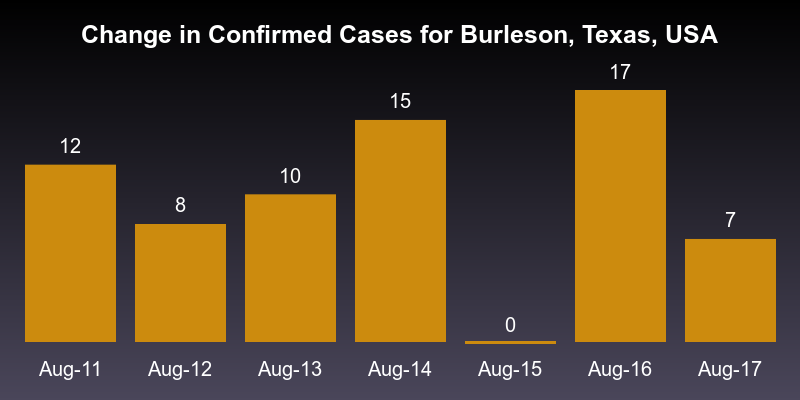 Change in Confirmed Cases for Burleson, Texas, USA
12
8
10
15
0
17
7
Aug-11
Aug-12
Aug-13
Aug-14
Aug-15
Aug-16
Aug-17